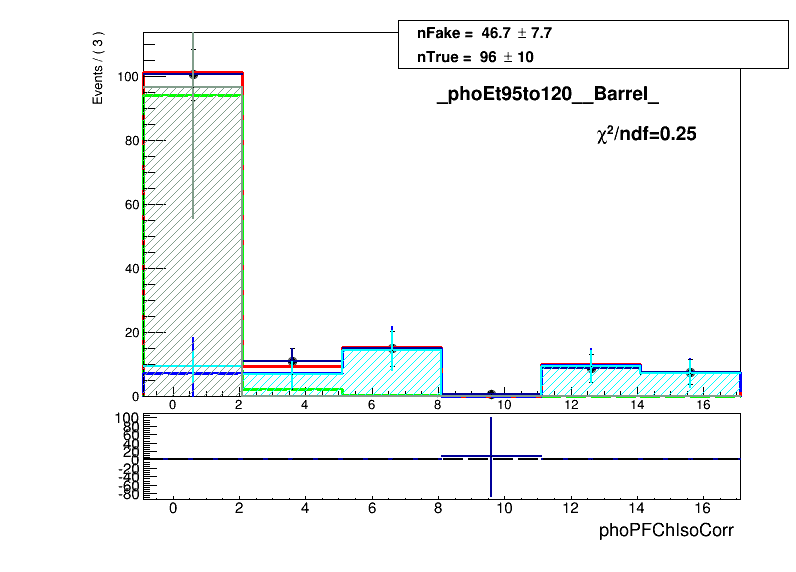 nFake = 46.7 ± 7.7
nTrue = 96 ± 10
Events / ( 3 )
_phoEt95to120__Barrel_
χ²/ndf=0.25
100
80
60
40
20
0
0 2 4 6 8 10 12 14 16
100
80
60
40
20
0
-20
-40
-60
-80
0 2 4 6 8 10 12 14 16
phoPFChIsoCorr